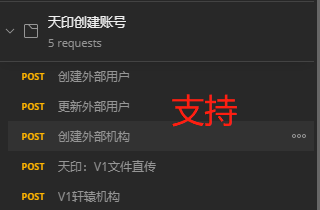 天印创建账号
5 requests
POST 创建外部用户
POST 更新外部用户
支持
POST 创建外部机构
POST 天印：V1文件直传
POST V1轩辕机构